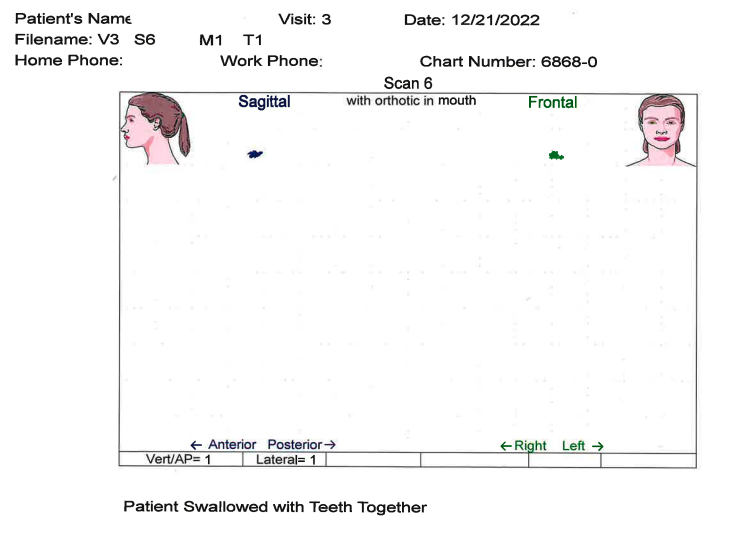 Patient's Name Visit: 3 Date: 12/21/2022
Filename: V3 S6 M1 T1
Home Phone: Work Phone: Chart Number: 6868-0
Scan 6
Sagittal with orthotic in mouth Frontal
← Anterior Posterior→ ←Right Left →
Vert/AP= 1 Lateral= 1
Patient Swallowed with Teeth Together